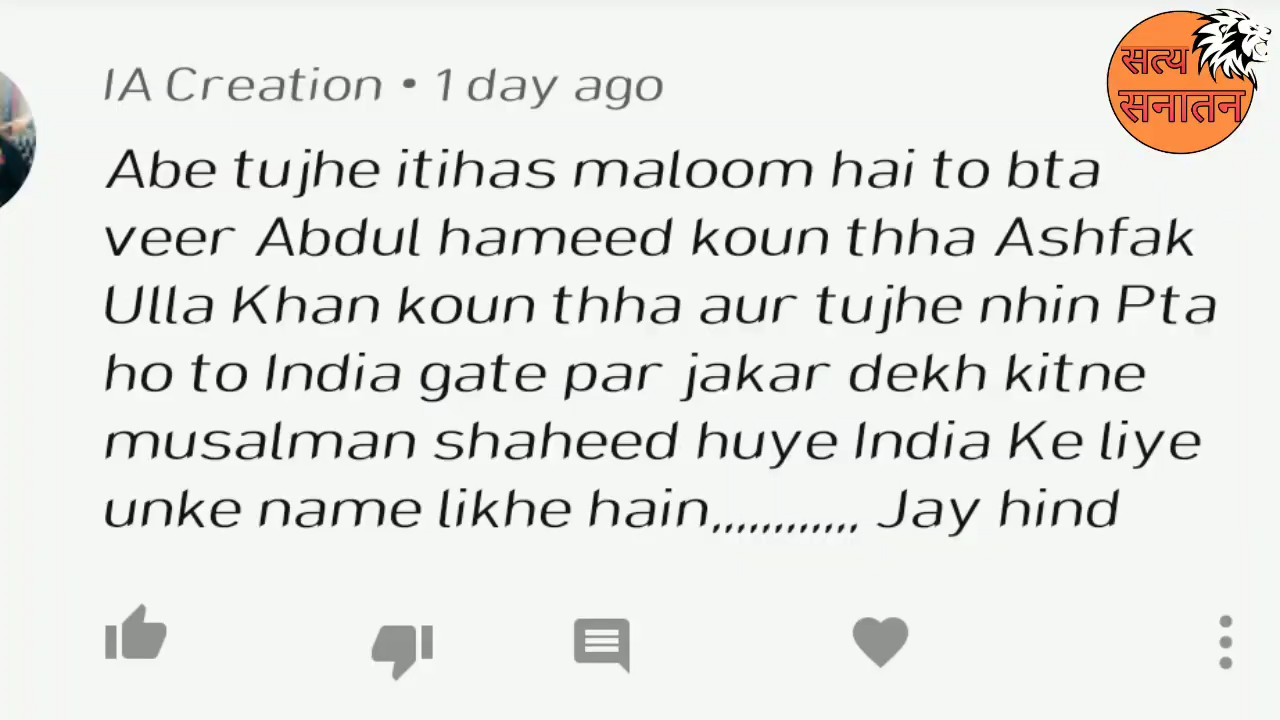 IA Creation • 1 day ago
सत्य
सनातन
Abe tujhe itihas maloom hai to bta
veer Abdul hameed koun thha Ashfak
Ulla Khan koun thha aur tujhe nhin Pta
ho to India gate par jakar dekh kitne
musalman shaheed huye India Ke liye
unke name likhe hain,,,,,,,,,,,, Jay hind